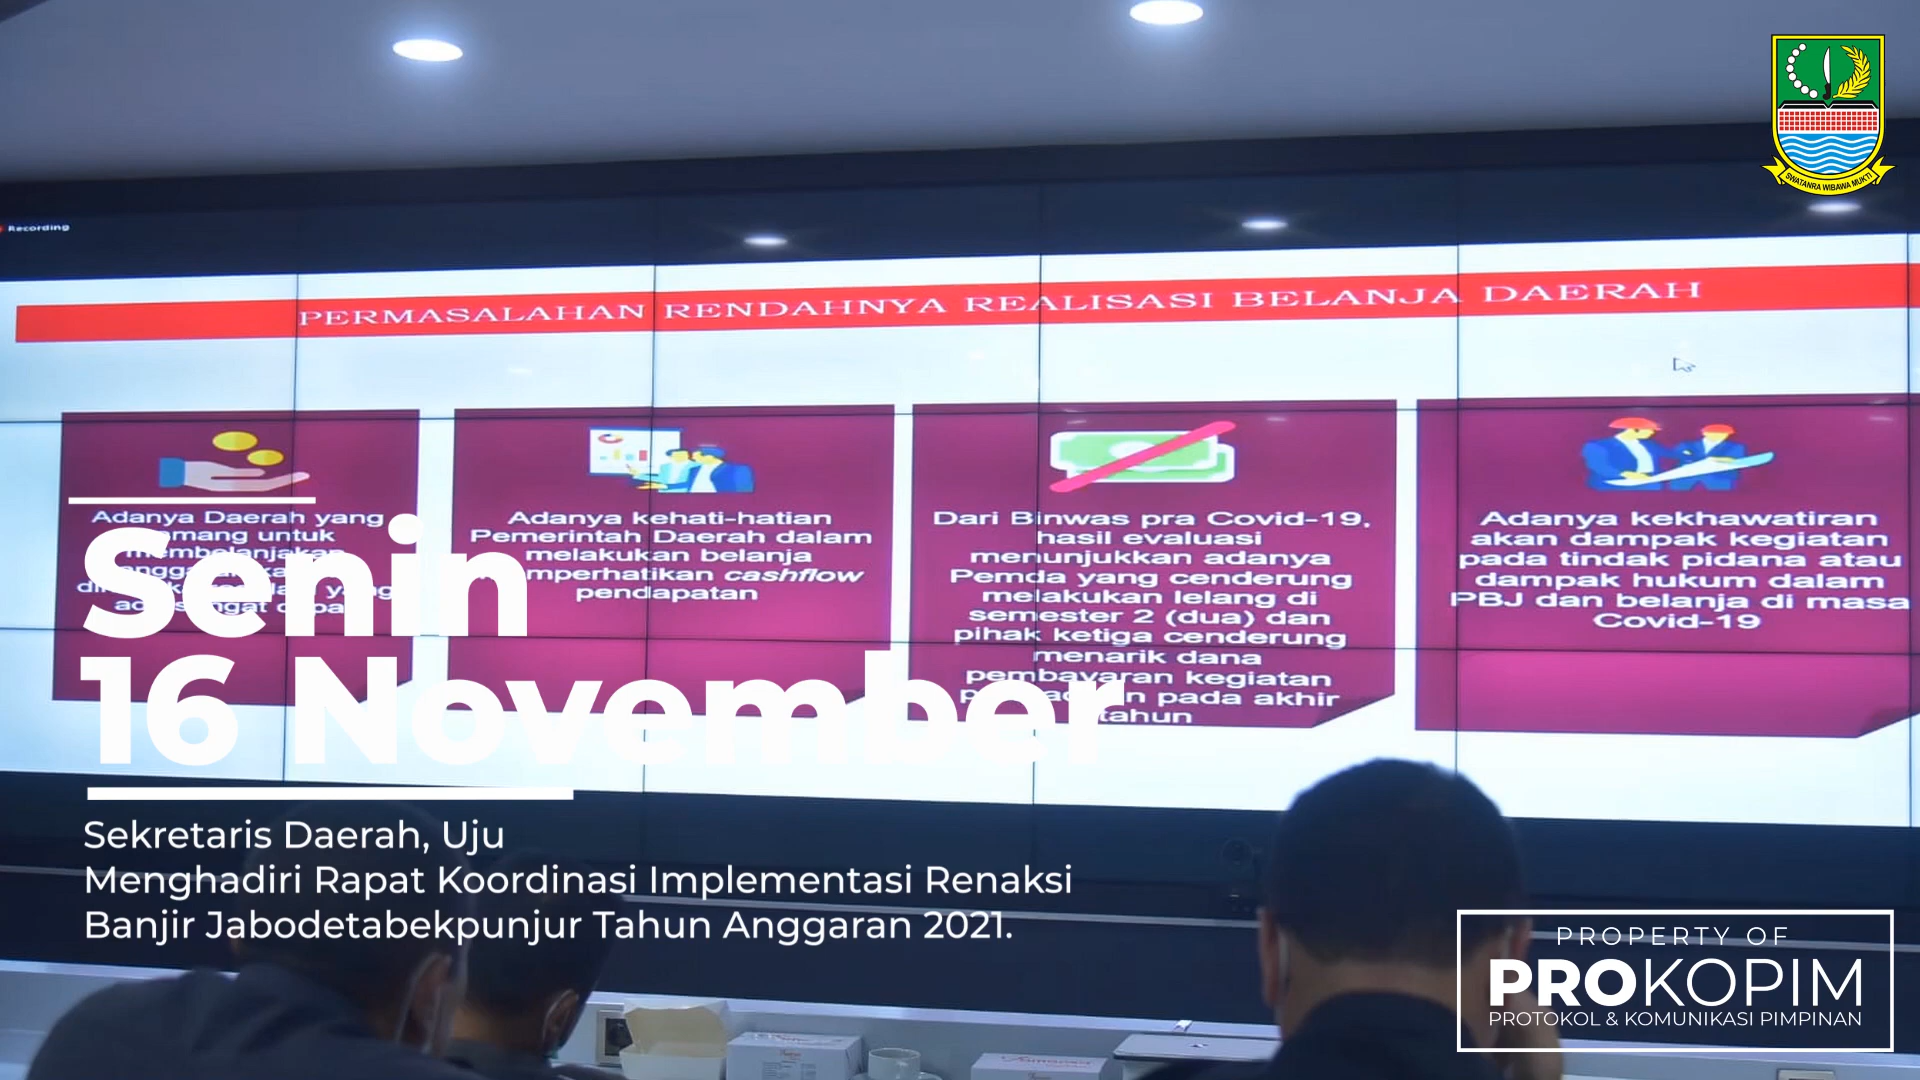 SWATANRA WIBAWA MUKTI
Recording
PERMASALAHAN RENDAHNYA REALISASI BELANJA DAERAH
Adanya Daerah yang
untuk
Adanya kehati-hatian
Pemerintah Daerah dalam
melakukan belanja
cashflow
pendapatan
Dari Binwas pra Covid-19,
hasil evaluasi
menunjukkan adanya
Pemda yang cenderung
melakukan lelang di
semester 2 (dua) dan
pihak ketiga cenderung
menarik dana
pembayaran kegiatan
pada akhir
tahun
Adanya kekhawatiran
akan dampak kegiatan
pada tindak pidana atau
dampak hukum dalam
PBJ dan belanja di masa
Covid-19
Senin
16 November
Sekretaris Daerah, Uju
Menghadiri Rapat Koordinasi Implementasi Renaksi
Banjir Jabodetabekpunjur Tahun Anggaran 2021.
PROPERTY OF
PROKOPIM
PROTOKOL & KOMUNIKASI PIMPINAN